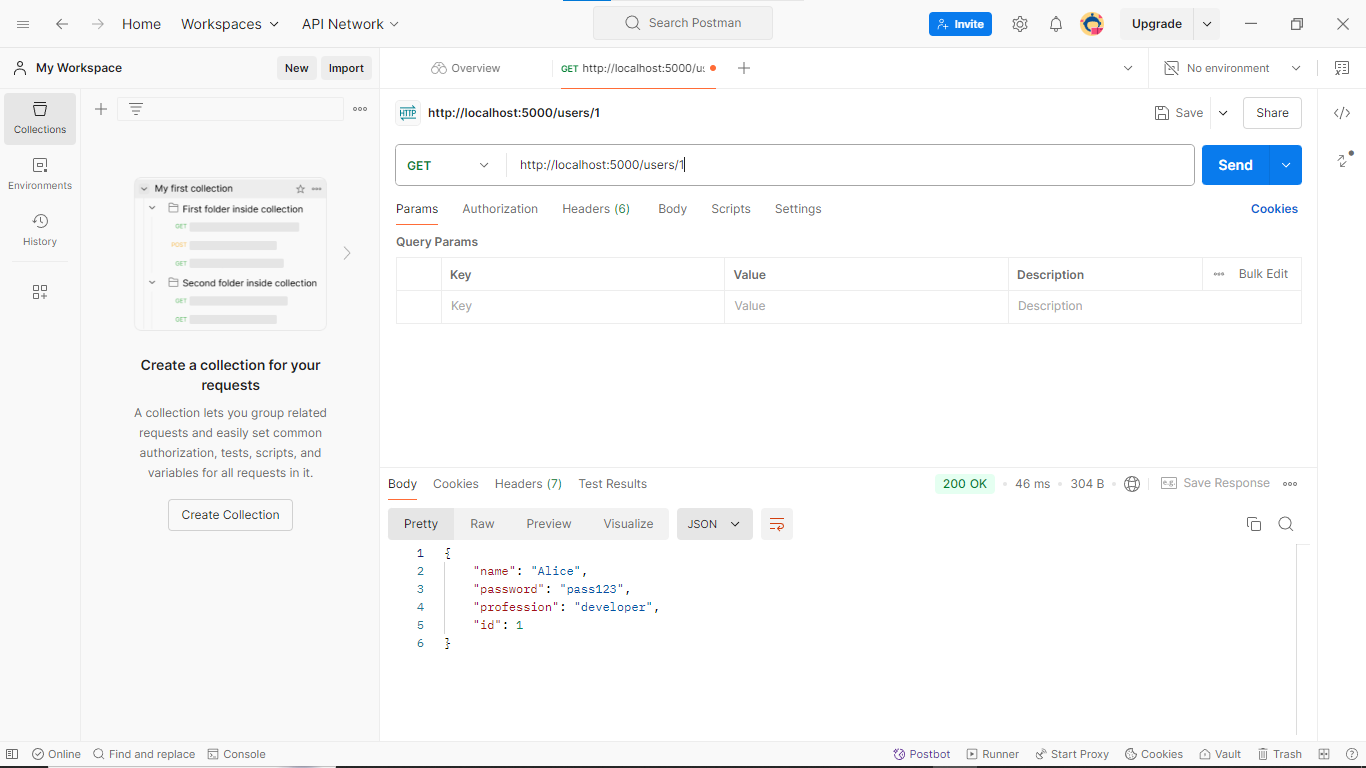 Home Workspaces API Network Search Postman Invite Upgrade
My Workspace New Import Overview GET http://localhost:5000/us No environment
Collections
Environments
History
My first collection
First folder inside collection
GET
POST
GET
Second folder inside collection
GET
GET
Create a collection for your
requests
A collection lets you group related
requests and easily set common
authorization, tests, scripts, and
variables for all requests in it.
Create Collection
HTTP http://localhost:5000/users/1 Save Share
GET http://localhost:5000/users/1 Send
Params Authorization Headers (6) Body Scripts Settings Cookies
Query Params
Key Value Description Bulk Edit
Key Value Description
Body Cookies Headers (7) Test Results 200 OK 46 ms 304 B e.g. Save Response
Pretty Raw Preview Visualize JSON
1 {
2 "name": "Alice",
3 "password": "pass123",
4 "profession": "developer",
5 "id": 1
6 }
Online Find and replace Console Postbot Runner Start Proxy Cookies Vault Trash